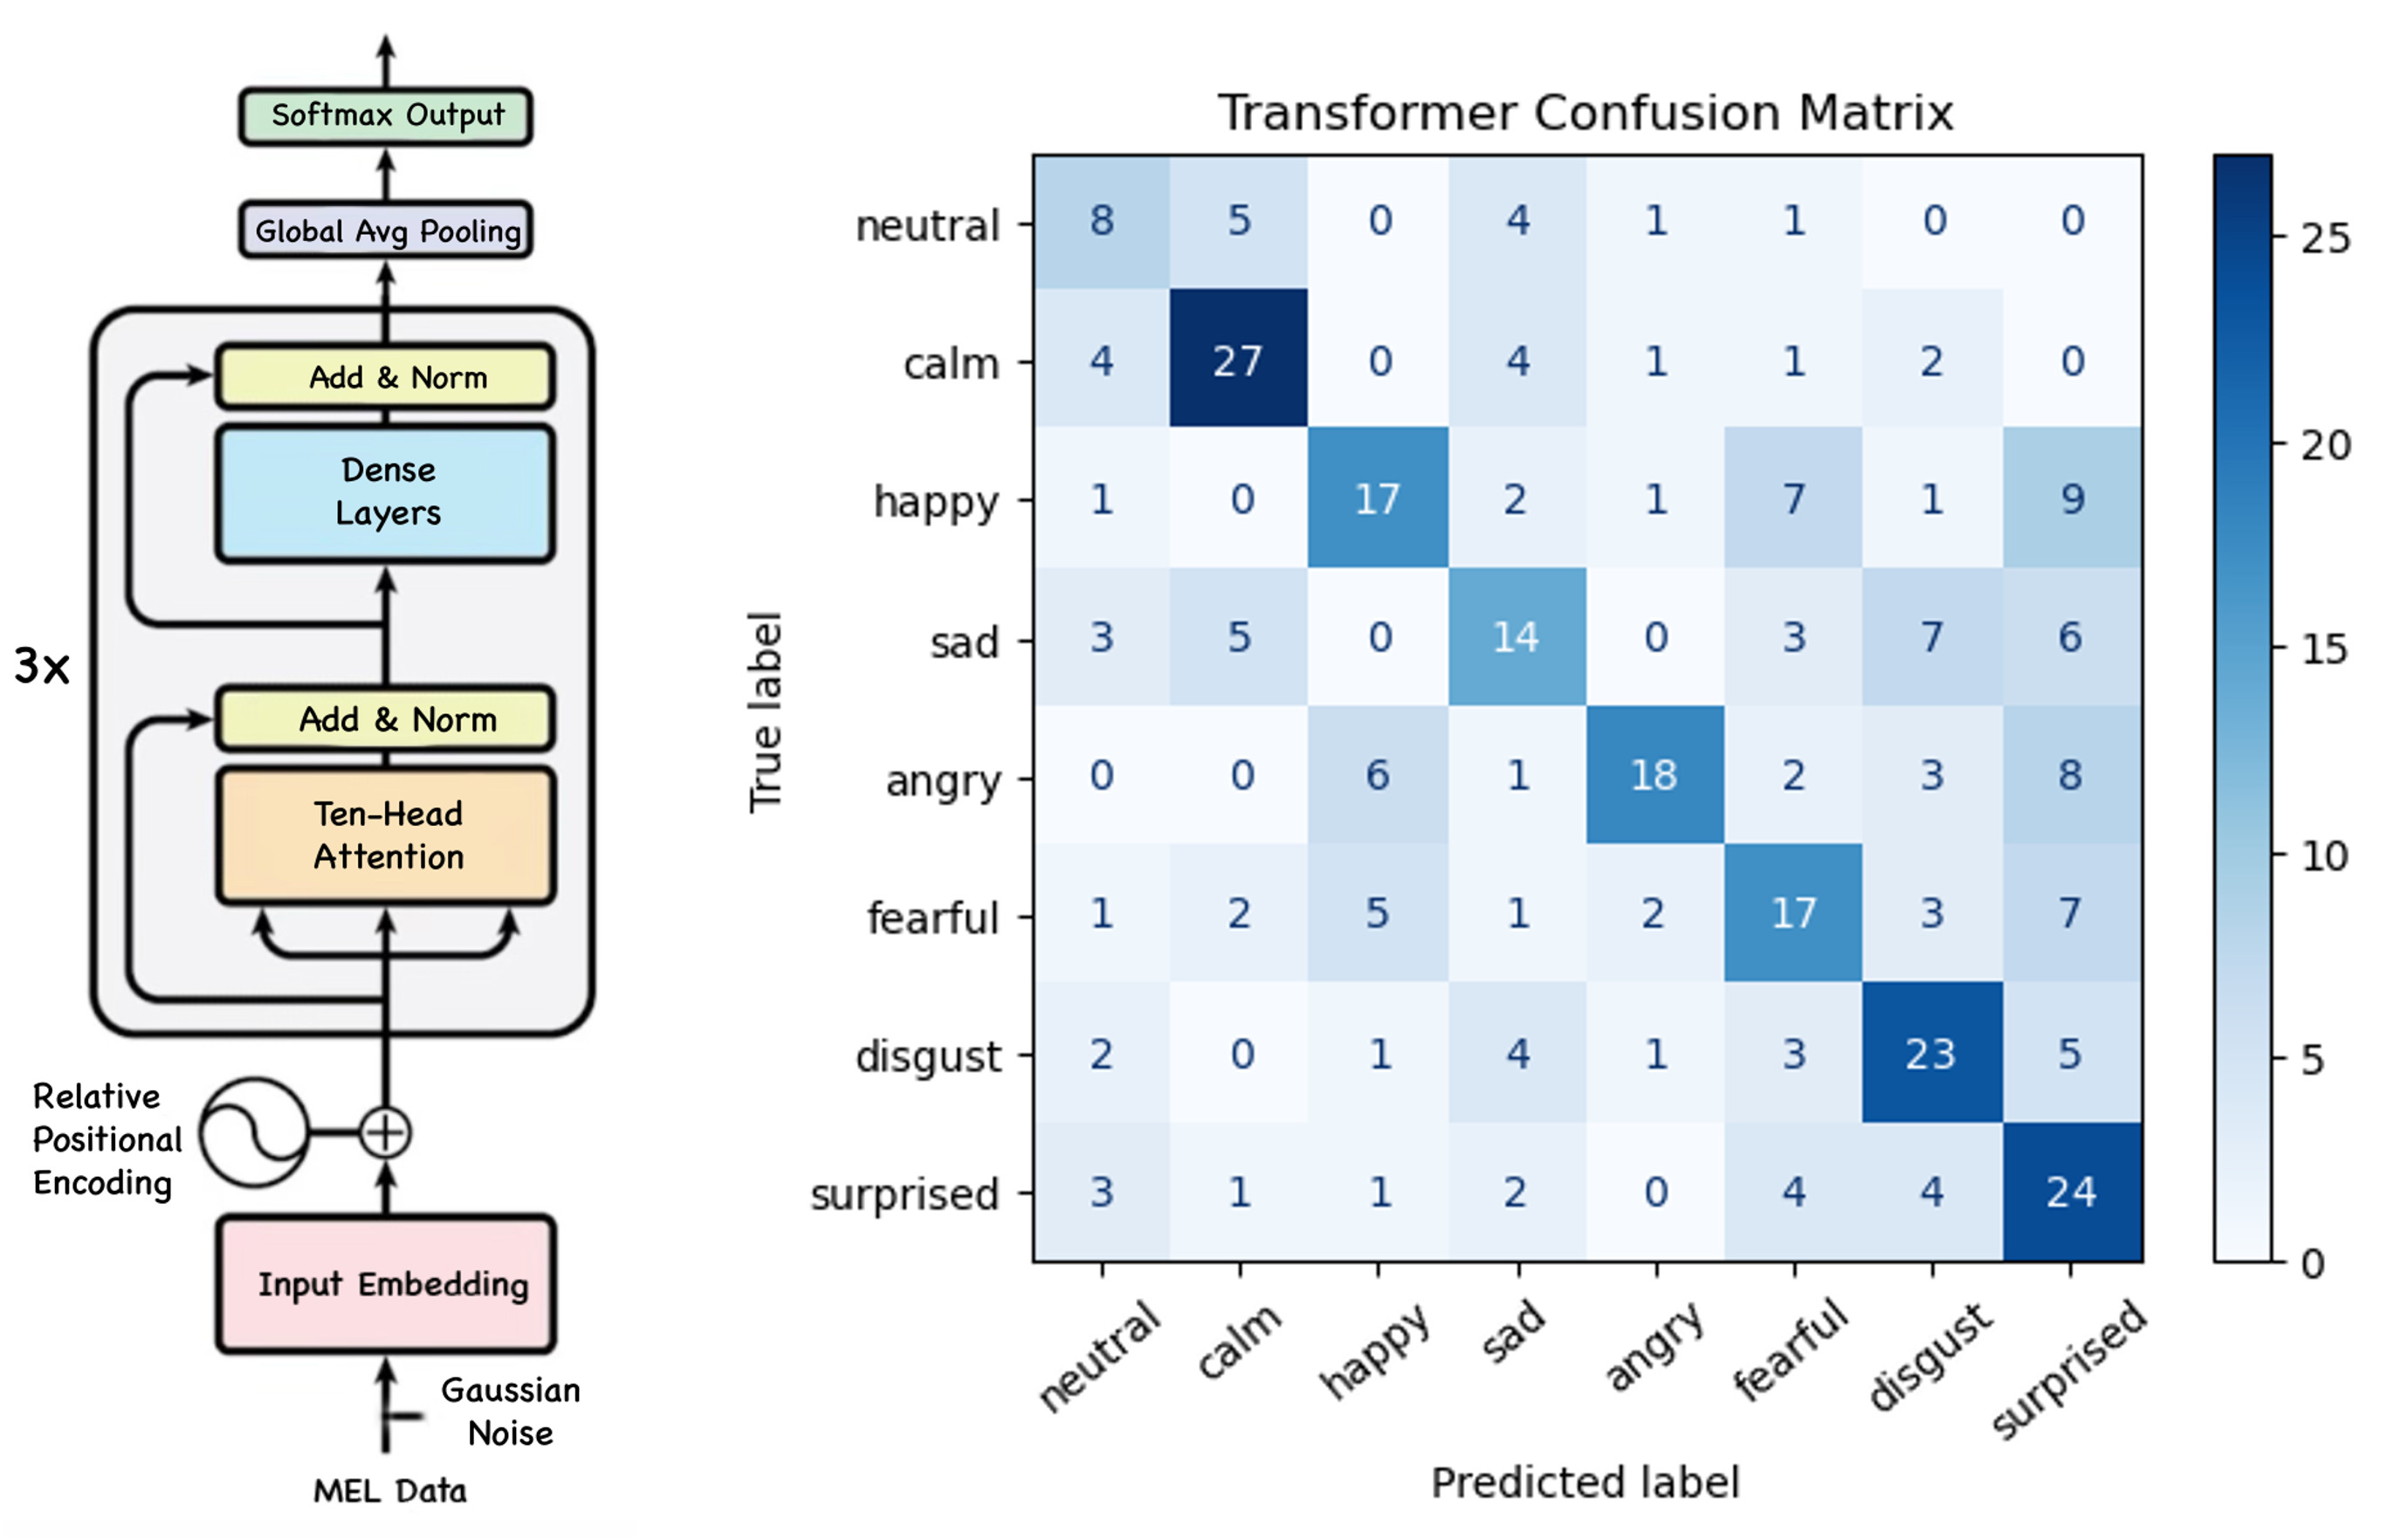 Softmax Output
Global Avg Pooling
Add & Norm
Dense
Layers
3x
Add & Norm
Ten-Head
Attention
Relative
Positional
Encoding
Input Embedding
Gaussian
Noise
MEL Data
Transformer Confusion Matrix
True label
neutral 8 5 0 4 1 1 0 0
calm 4 27 0 4 1 1 2 0
happy 1 0 17 2 1 7 1 9
sad 3 5 0 14 0 3 7 6
angry 0 0 6 1 18 2 3 8
fearful 1 2 5 1 2 17 3 7
disgust 2 0 1 4 1 3 23 5
surprised 3 1 1 2 0 4 4 24
neutral calm happy sad angry fearful disgust surprised
Predicted label
25
20
15
10
5
0